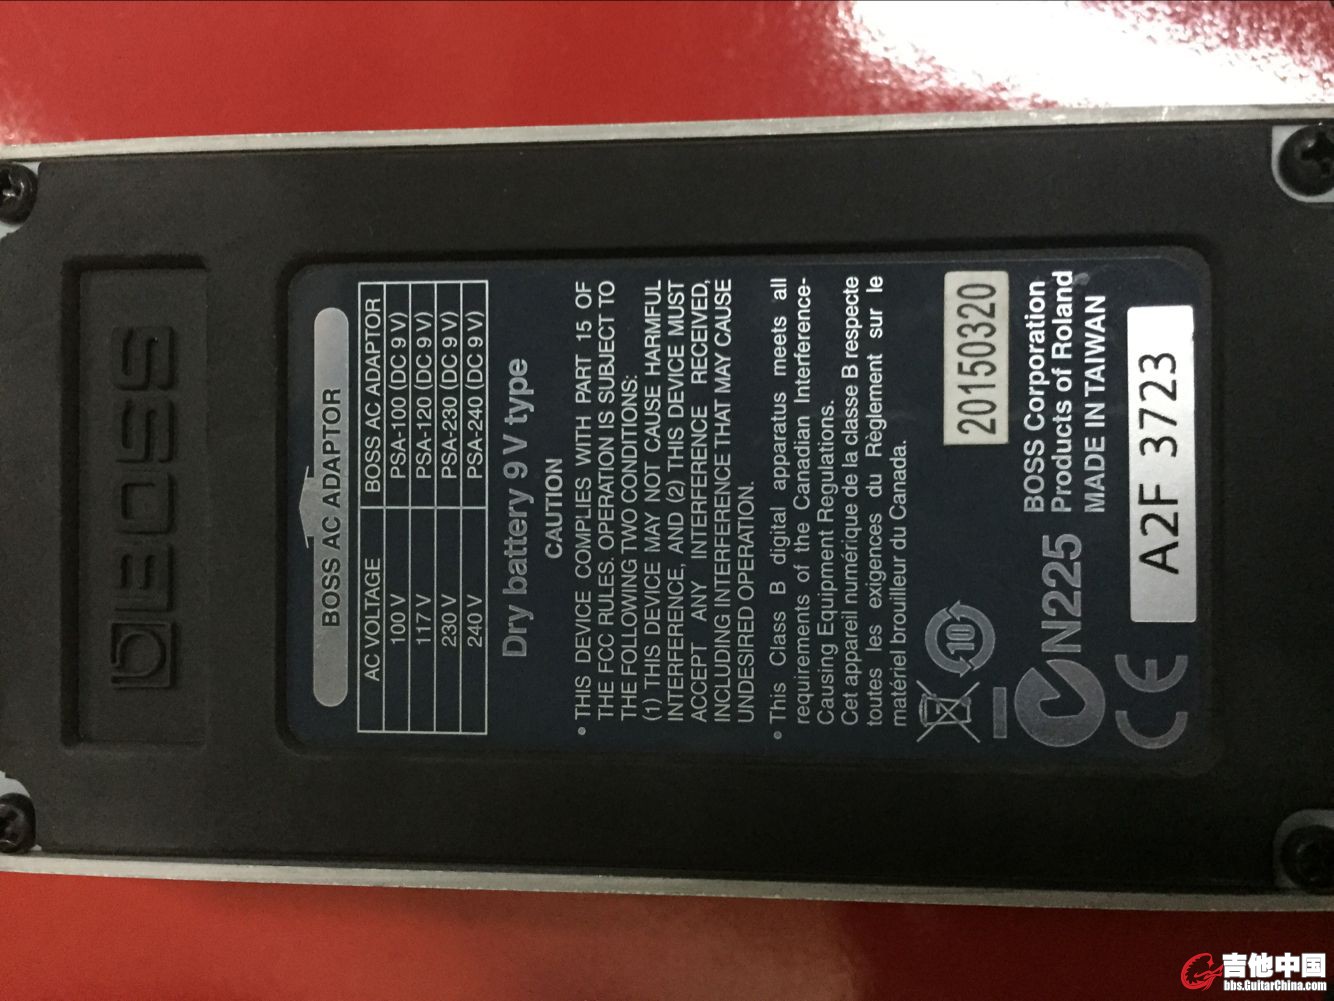 BOSS
BOSS AC ADAPTOR
AC VOLTAGE BOSS AC ADAPTOR
100 V PSA-100 (DC 9 V)
117 V PSA-120 (DC 9 V)
230 V PSA-230 (DC 9 V)
240 V PSA-240 (DC 9 V)
Dry battery 9 V type
CAUTION
• THIS DEVICE COMPLIES WITH PART 15 OF
THE FCC RULES. OPERATION IS SUBJECT TO
THE FOLLOWING TWO CONDITIONS:
(1) THIS DEVICE MAY NOT CAUSE HARMFUL
INTERFERENCE, AND (2) THIS DEVICE MUST
ACCEPT ANY INTERFERENCE RECEIVED,
INCLUDING INTERFERENCE THAT MAY CAUSE
UNDESIRED OPERATION.
• This Class B digital apparatus meets all
requirements of the Canadian Interference-
Causing Equipment Regulations.
Cet appareil numérique de la classe B respecte
toutes les exigences du Règlement sur le
matériel brouilleur du Canada.
10
20150320
N225
BOSS Corporation
Products of Roland
MADE IN TAIWAN
CE
A2F 3723
吉他中国
bbs.GuitarChina.com